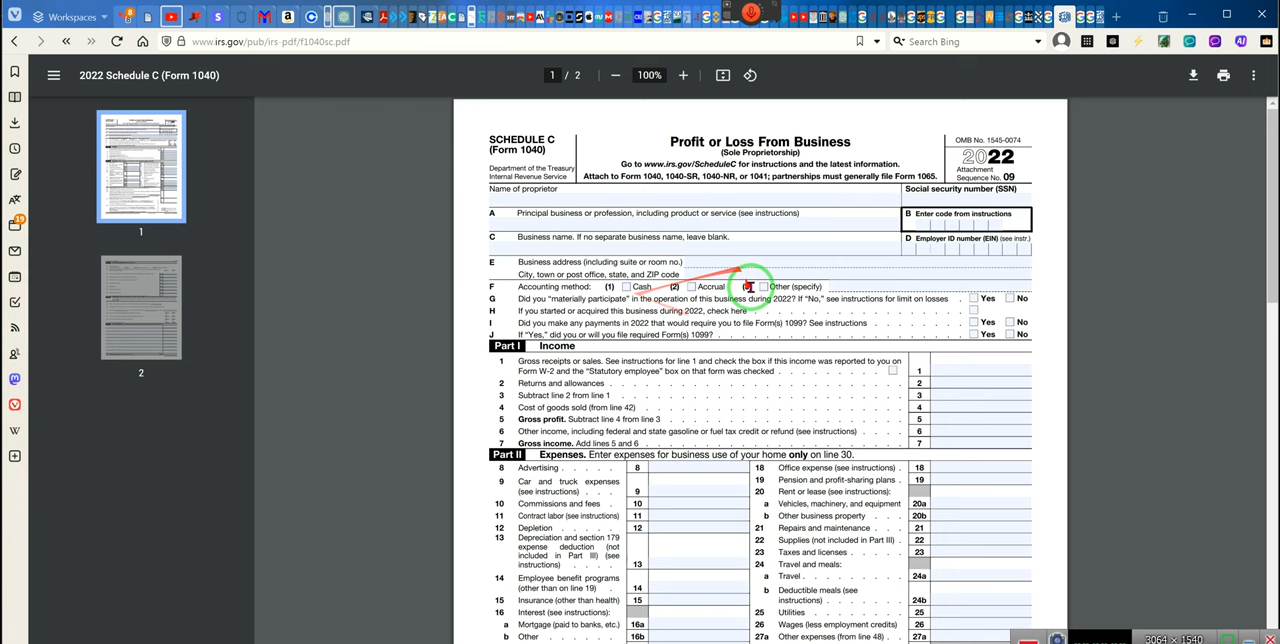 Workspaces
www.irs.gov/pub/irs-pdf/f1040sc.pdf
Search Bing
2022 Schedule C (Form 1040)
1 / 2
100%
1
2
19
SCHEDULE C
(Form 1040)
Department of the Treasury
Internal Revenue Service
Profit or Loss From Business
(Sole Proprietorship)
Go to www.irs.gov/ScheduleC for instructions and the latest information.
Attach to Form 1040, 1040-SR, 1040-NR, or 1041; partnerships must generally file Form 1065.
OMB No. 1545-0074
2022
Attachment
Sequence No. 09
Name of proprietor
Social security number (SSN)
A Principal business or profession, including product or service (see instructions)
B Enter code from instructions
C Business name. If no separate business name, leave blank.
D Employer ID number (EIN) (see instr.)
E Business address (including suite or room no.)
City, town or post office, state, and ZIP code
F Accounting method: (1) Cash (2) Accrual Other (specify)
G Did you “materially participate” in the operation of this business during 2022? If “No,” see instructions for limit on losses Yes No
H If you started or acquired this business during 2022, check here
I Did you make any payments in 2022 that would require you to file Form(s) 1099? See instructions Yes No
J If “Yes,” did you or will you file required Form(s) 1099? Yes No
Part I Income
1 Gross receipts or sales. See instructions for line 1 and check the box if this income was reported to you on
Form W-2 and the “Statutory employee” box on that form was checked 1
2 Returns and allowances 2
3 Subtract line 2 from line 1 3
4 Cost of goods sold (from line 42) 4
5 Gross profit. Subtract line 4 from line 3 5
6 Other income, including federal and state gasoline or fuel tax credit or refund (see instructions) 6
7 Gross income. Add lines 5 and 6 7
Part II Expenses. Enter expenses for business use of your home only on line 30.
8 Advertising 8
9 Car and truck expenses
(see instructions) 9
10 Commissions and fees 10
11 Contract labor (see instructions) 11
12 Depletion 12
13 Depreciation and section 179
expense deduction (not
included in Part III) (see
instructions) 13
14 Employee benefit programs
(other than on line 19) 14
15 Insurance (other than health) 15
16 Interest (see instructions):
a Mortgage (paid to banks, etc.) 16a
b Other 16b
18 Office expense (see instructions) 18
19 Pension and profit-sharing plans 19
20 Rent or lease (see instructions):
a Vehicles, machinery, and equipment 20a
b Other business property 20b
21 Repairs and maintenance 21
22 Supplies (not included in Part III) 22
23 Taxes and licenses 23
24 Travel and meals:
a Travel 24a
b Deductible meals (see
instructions) 24b
25 Utilities 25
26 Wages (less employment credits) 26
27a Other expenses (from line 48) 27a
3064 × 1540